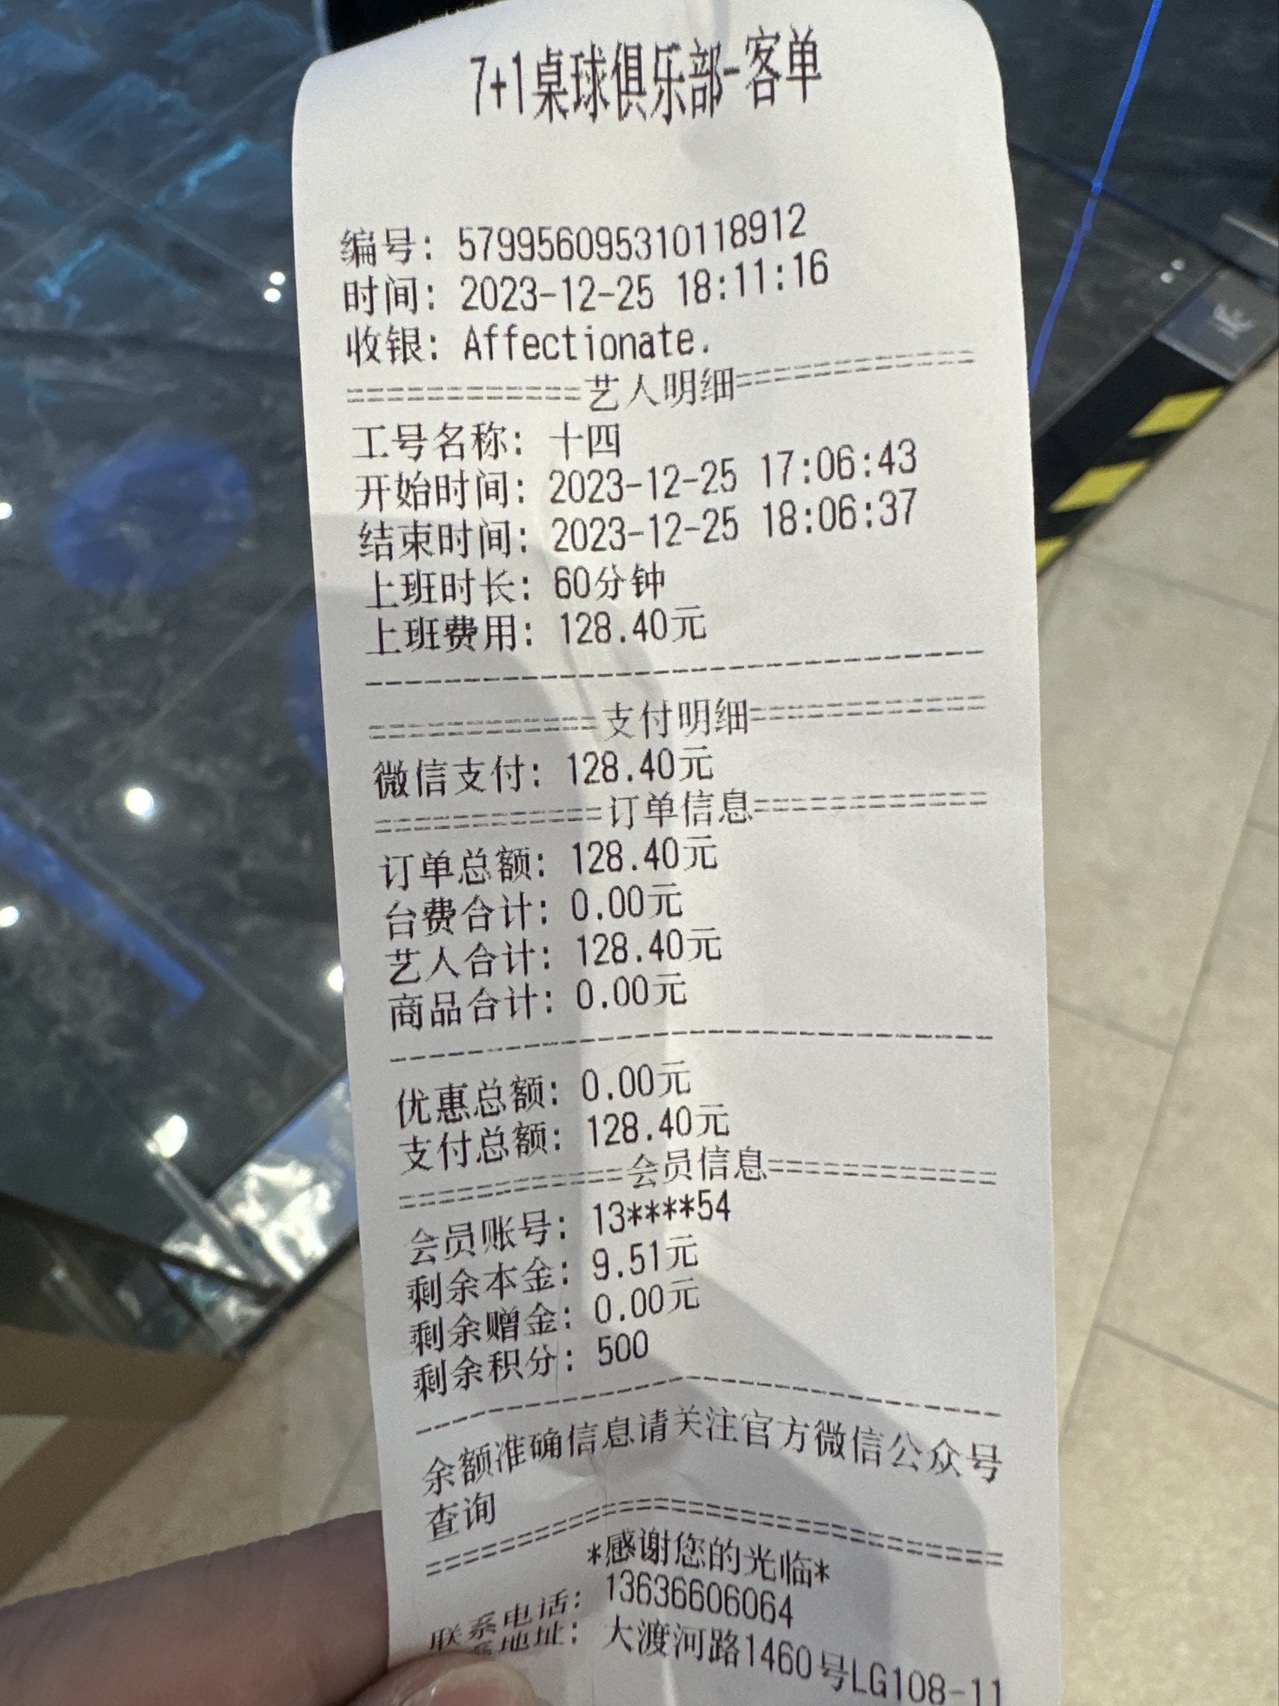 7+1桌球俱乐部-客单
编号: 579956095310118912
时间: 2023-12-25 18:11:16
收银: Affectionate.
============艺人明细============
工号名称: 十四
开始时间: 2023-12-25 17:06:43
结束时间: 2023-12-25 18:06:37
上班时长: 60分钟
上班费用: 128.40元
--------------------------------
============支付明细============
微信支付: 128.40元
============订单信息============
订单总额: 128.40元
台费合计: 0.00元
艺人合计: 128.40元
商品合计: 0.00元
--------------------------------
优惠总额: 0.00元
支付总额: 128.40元
============会员信息============
会员账号: 13****54
剩余本金: 9.51元
剩余赠金: 0.00元
剩余积分: 500
--------------------------------
余额准确信息请关注官方微信公众号
查询
================================
*感谢您的光临*
联系电话: 13636606064
地址: 大渡河路1460号LG108-11